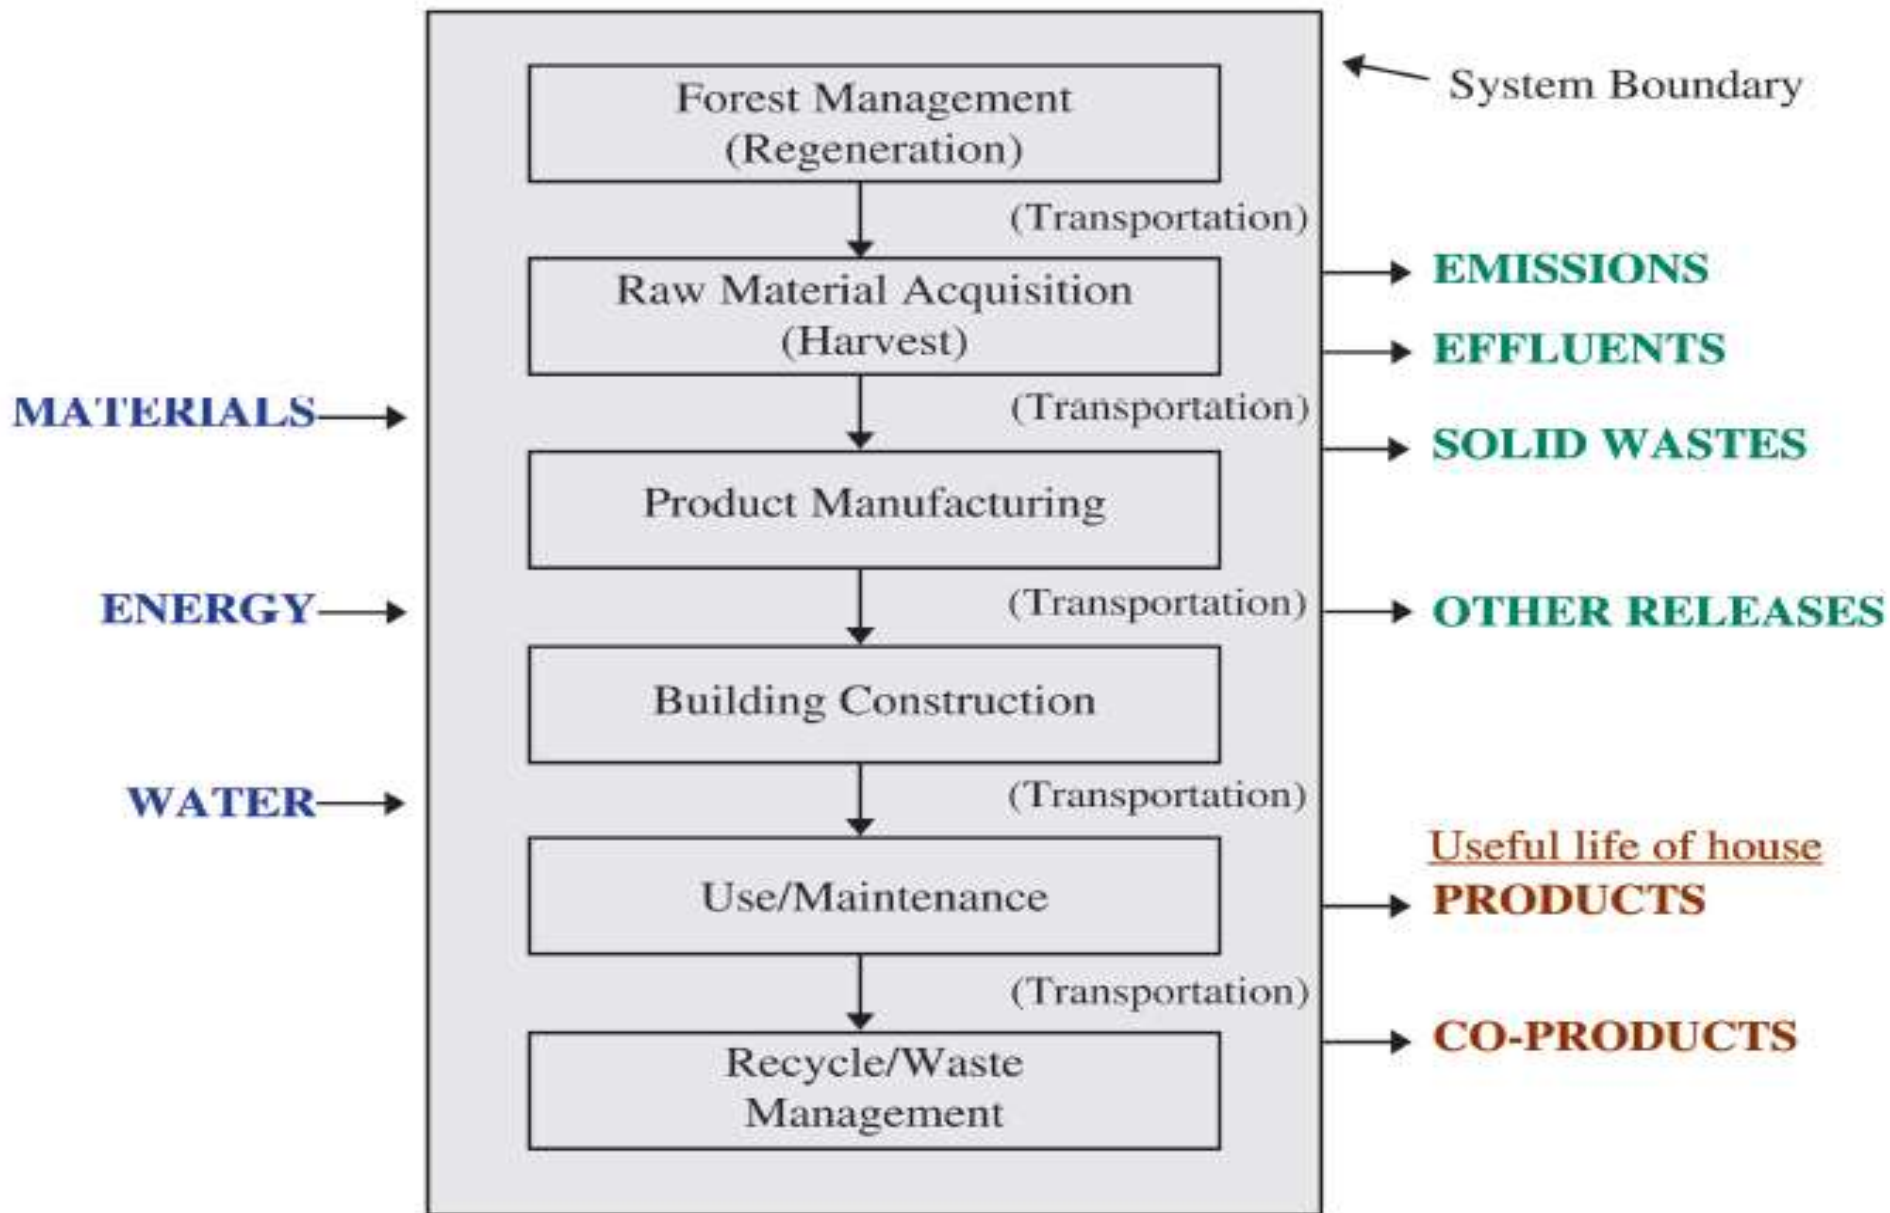 System Boundary
Forest Management
(Regeneration)
(Transportation)
Raw Material Acquisition
(Harvest)
(Transportation)
Product Manufacturing
(Transportation)
Building Construction
(Transportation)
Use/Maintenance
(Transportation)
Recycle/Waste
Management
MATERIALS
ENERGY
WATER
EMISSIONS
EFFLUENTS
SOLID WASTES
OTHER RELEASES
Useful life of house
PRODUCTS
CO-PRODUCTS